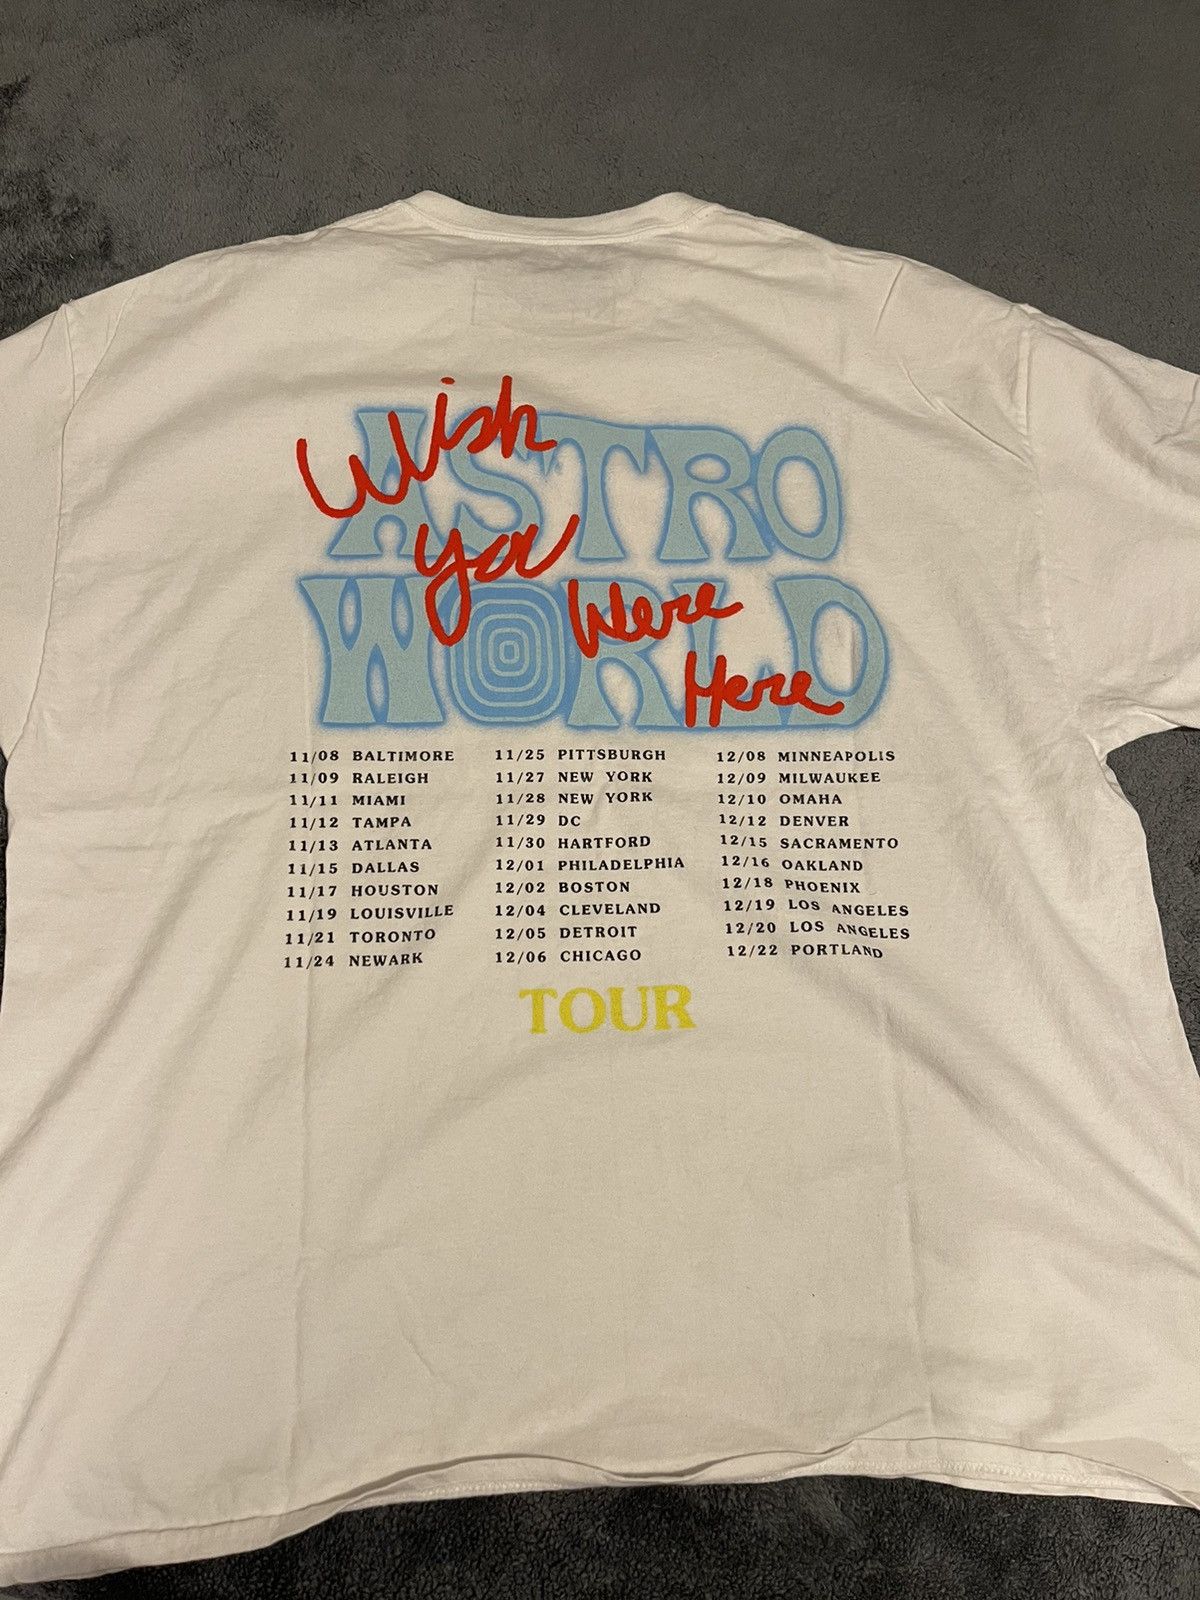 ASTRO
WORLD
Wish
You
Were
Here
11/08 BALTIMORE
11/09 RALEIGH
11/11 MIAMI
11/12 TAMPA
11/13 ATLANTA
11/15 DALLAS
11/17 HOUSTON
11/19 LOUISVILLE
11/21 TORONTO
11/24 NEWARK
11/25 PITTSBURGH
11/27 NEW YORK
11/28 NEW YORK
11/29 DC
11/30 HARTFORD
12/01 PHILADELPHIA
12/02 BOSTON
12/04 CLEVELAND
12/05 DETROIT
12/06 CHICAGO
12/08 MINNEAPOLIS
12/09 MILWAUKEE
12/10 OMAHA
12/12 DENVER
12/15 SACRAMENTO
12/16 OAKLAND
12/18 PHOENIX
12/19 LOS ANGELES
12/20 LOS ANGELES
12/22 PORTLAND
TOUR